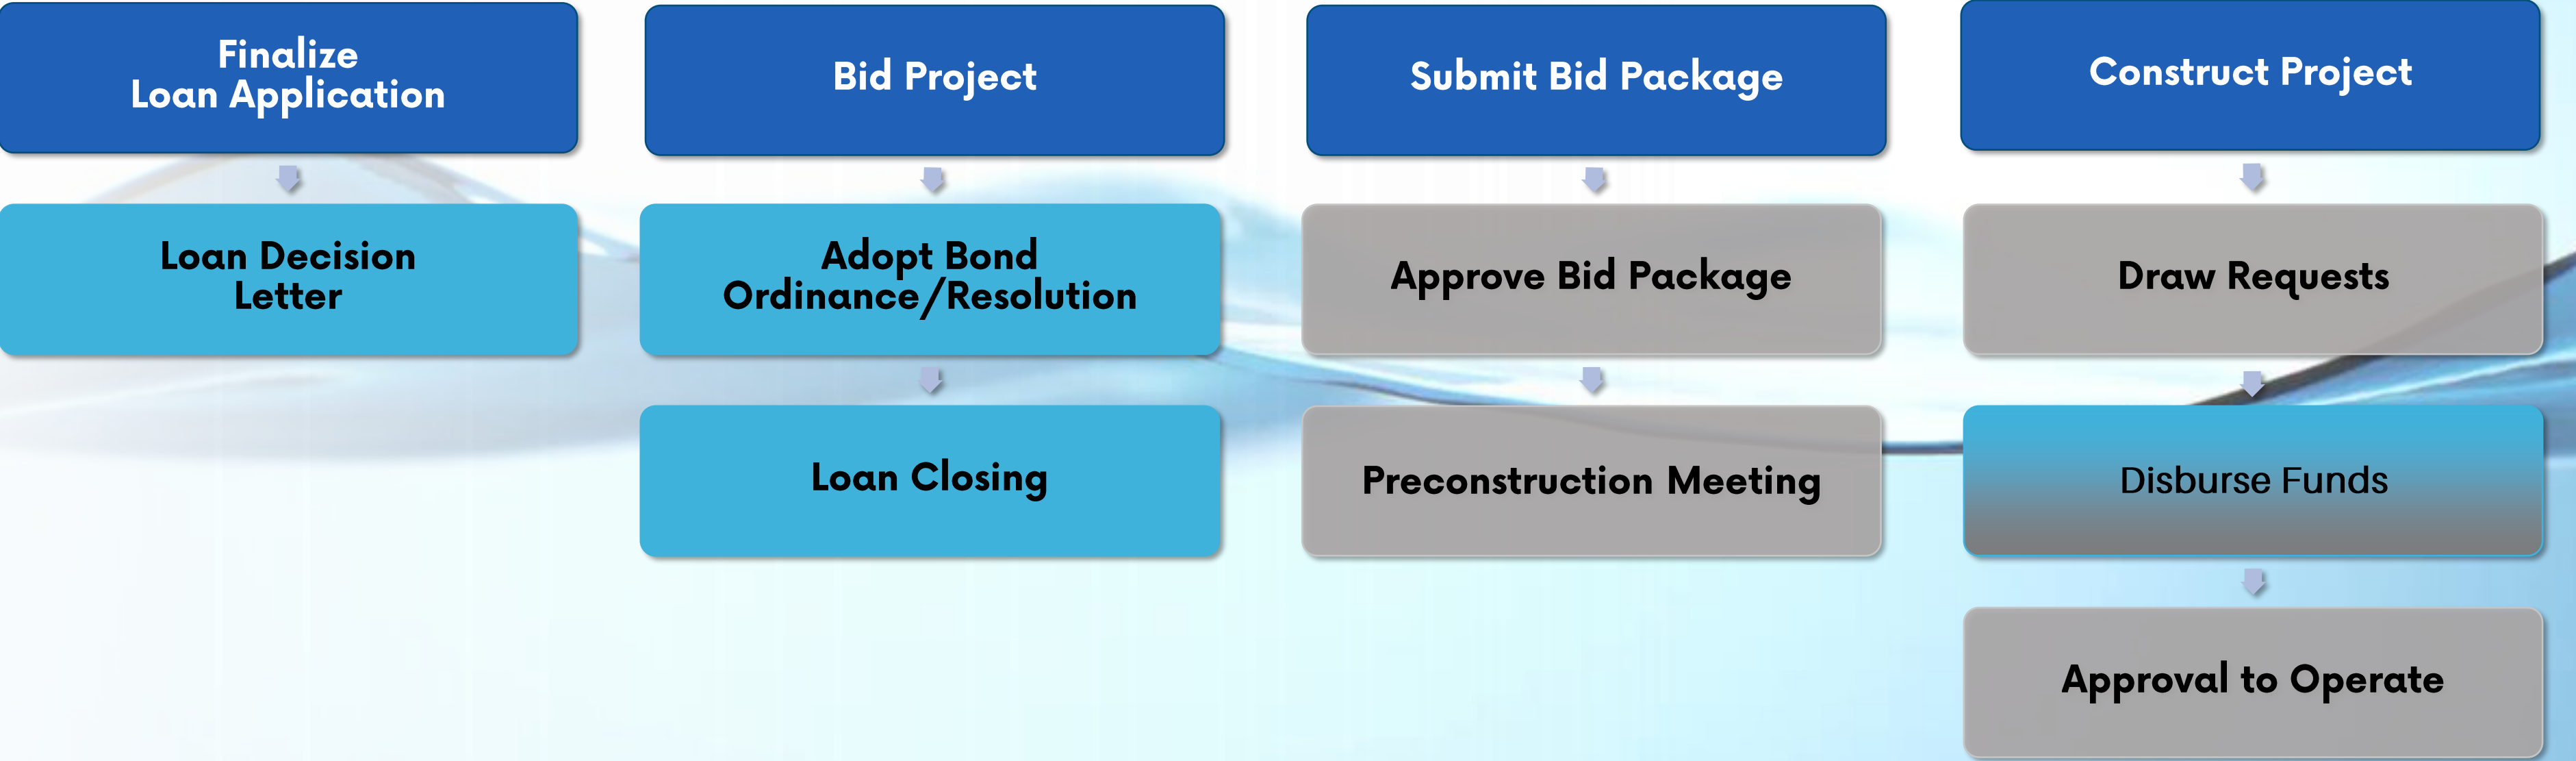 Finalize
Loan Application
Loan Decision
Letter
Bid Project
Adopt Bond
Ordinance/Resolution
Loan Closing
Submit Bid Package
Approve Bid Package
Preconstruction Meeting
Construct Project
Draw Requests
Disburse Funds
Approval to Operate